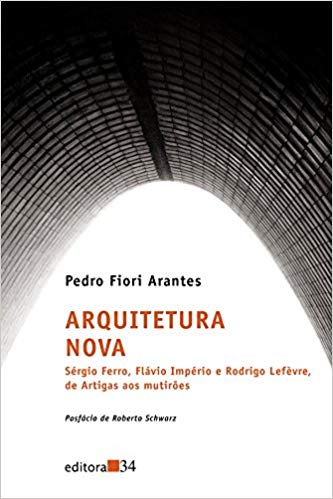 Pedro Fiori Arantes
ARQUITETURA
NOVA
Sérgio Ferro, Flávio Império e Rodrigo Lefèvre,
de Artigas aos mutirões
Posfácio de Roberto Schwarz
editora 34